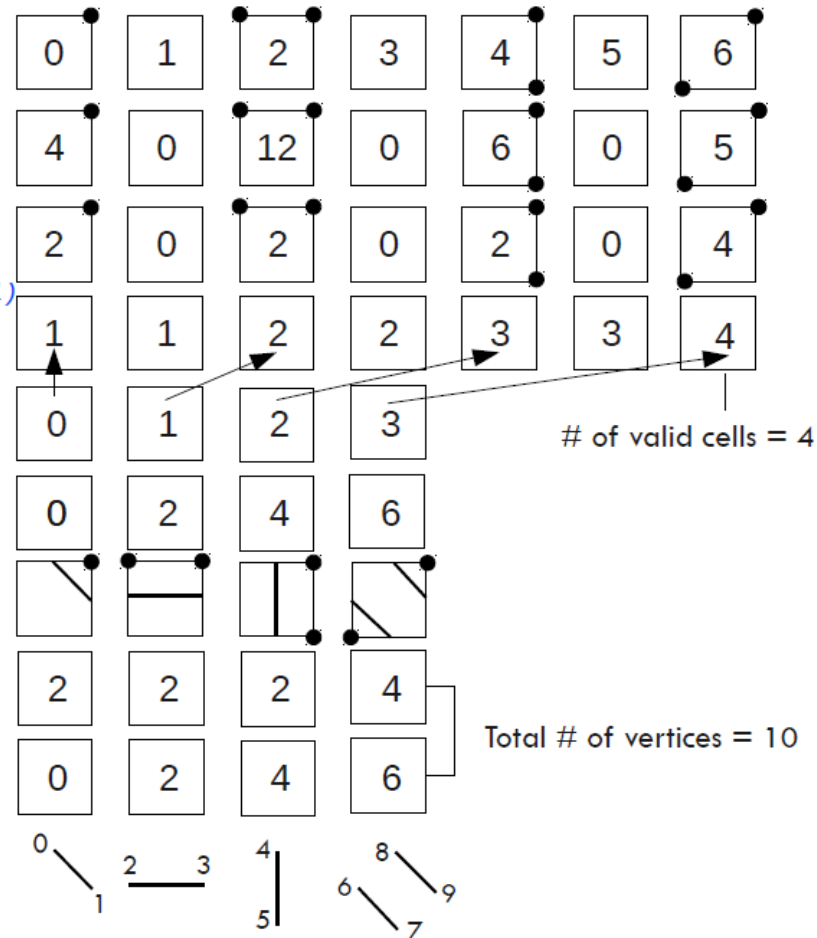 0 1 2 3 4 5 6
4 0 12 0 6 0 5
2 0 2 0 2 0 4
)
1 1 2 2 3 3 4
0 1 2 3
# of valid cells = 4
0 2 4 6
2 2 2 4
Total # of vertices = 10
0 2 4 6
0 1 2 3 4 5 6 7 8 9